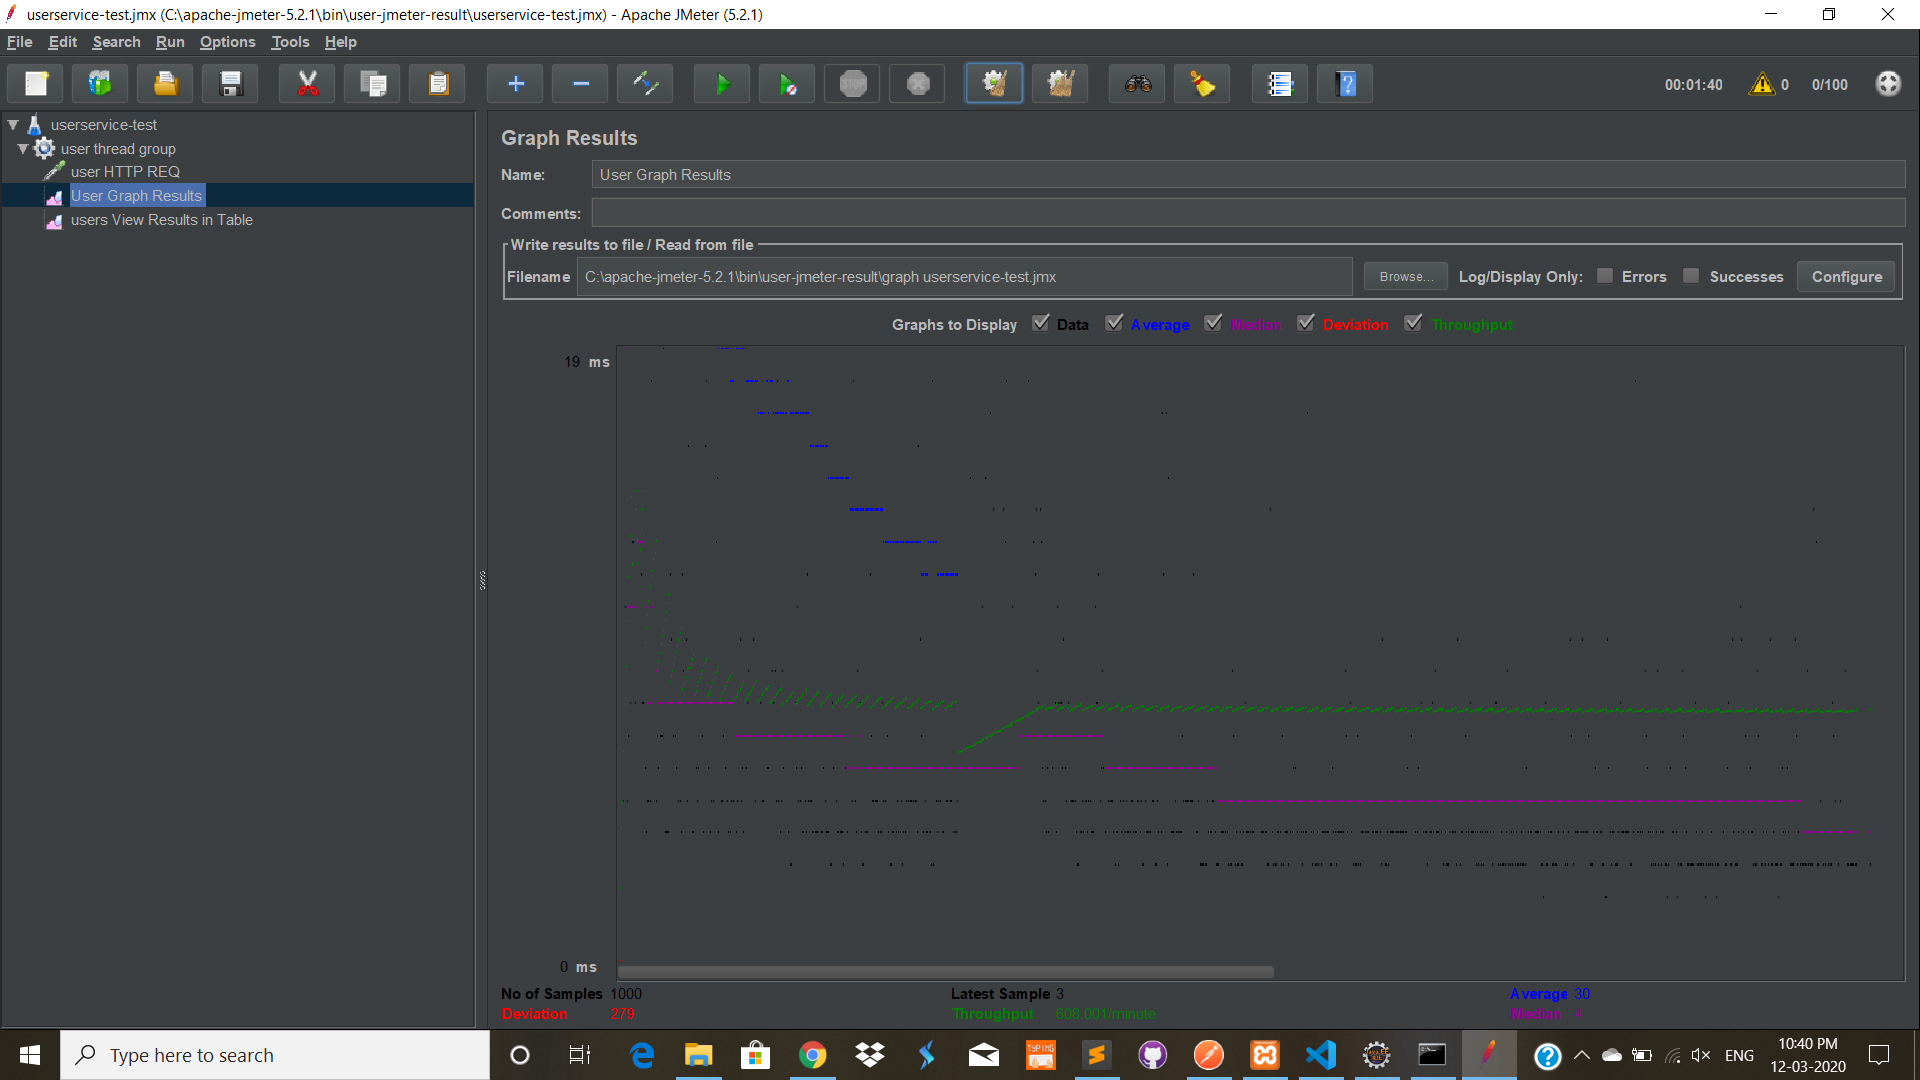 userservice-test.jmx (C:\apache-jmeter-5.2.1\bin\user-jmeter-result\userservice-test.jmx) - Apache JMeter (5.2.1)
File Edit Search Run Options Tools Help
STOP
00:01:40 0 0/100
userservice-test
user thread group
user HTTP REQ
User Graph Results
users View Results in Table
Graph Results
Name: User Graph Results
Comments:
Write results to file / Read from file
Filename C:\apache-jmeter-5.2.1\bin\user-jmeter-result\graph userservice-test.jmx Browse... Log/Display Only: Errors Successes Configure
Graphs to Display Data Average Median Deviation Throughput
19 ms
0 ms
No of Samples 1000 Latest Sample 3 Average 30
Deviation 279 Throughput 608.001/minute Median
Type here to search
TYPING
ENG
10:40 PM
12-03-2020